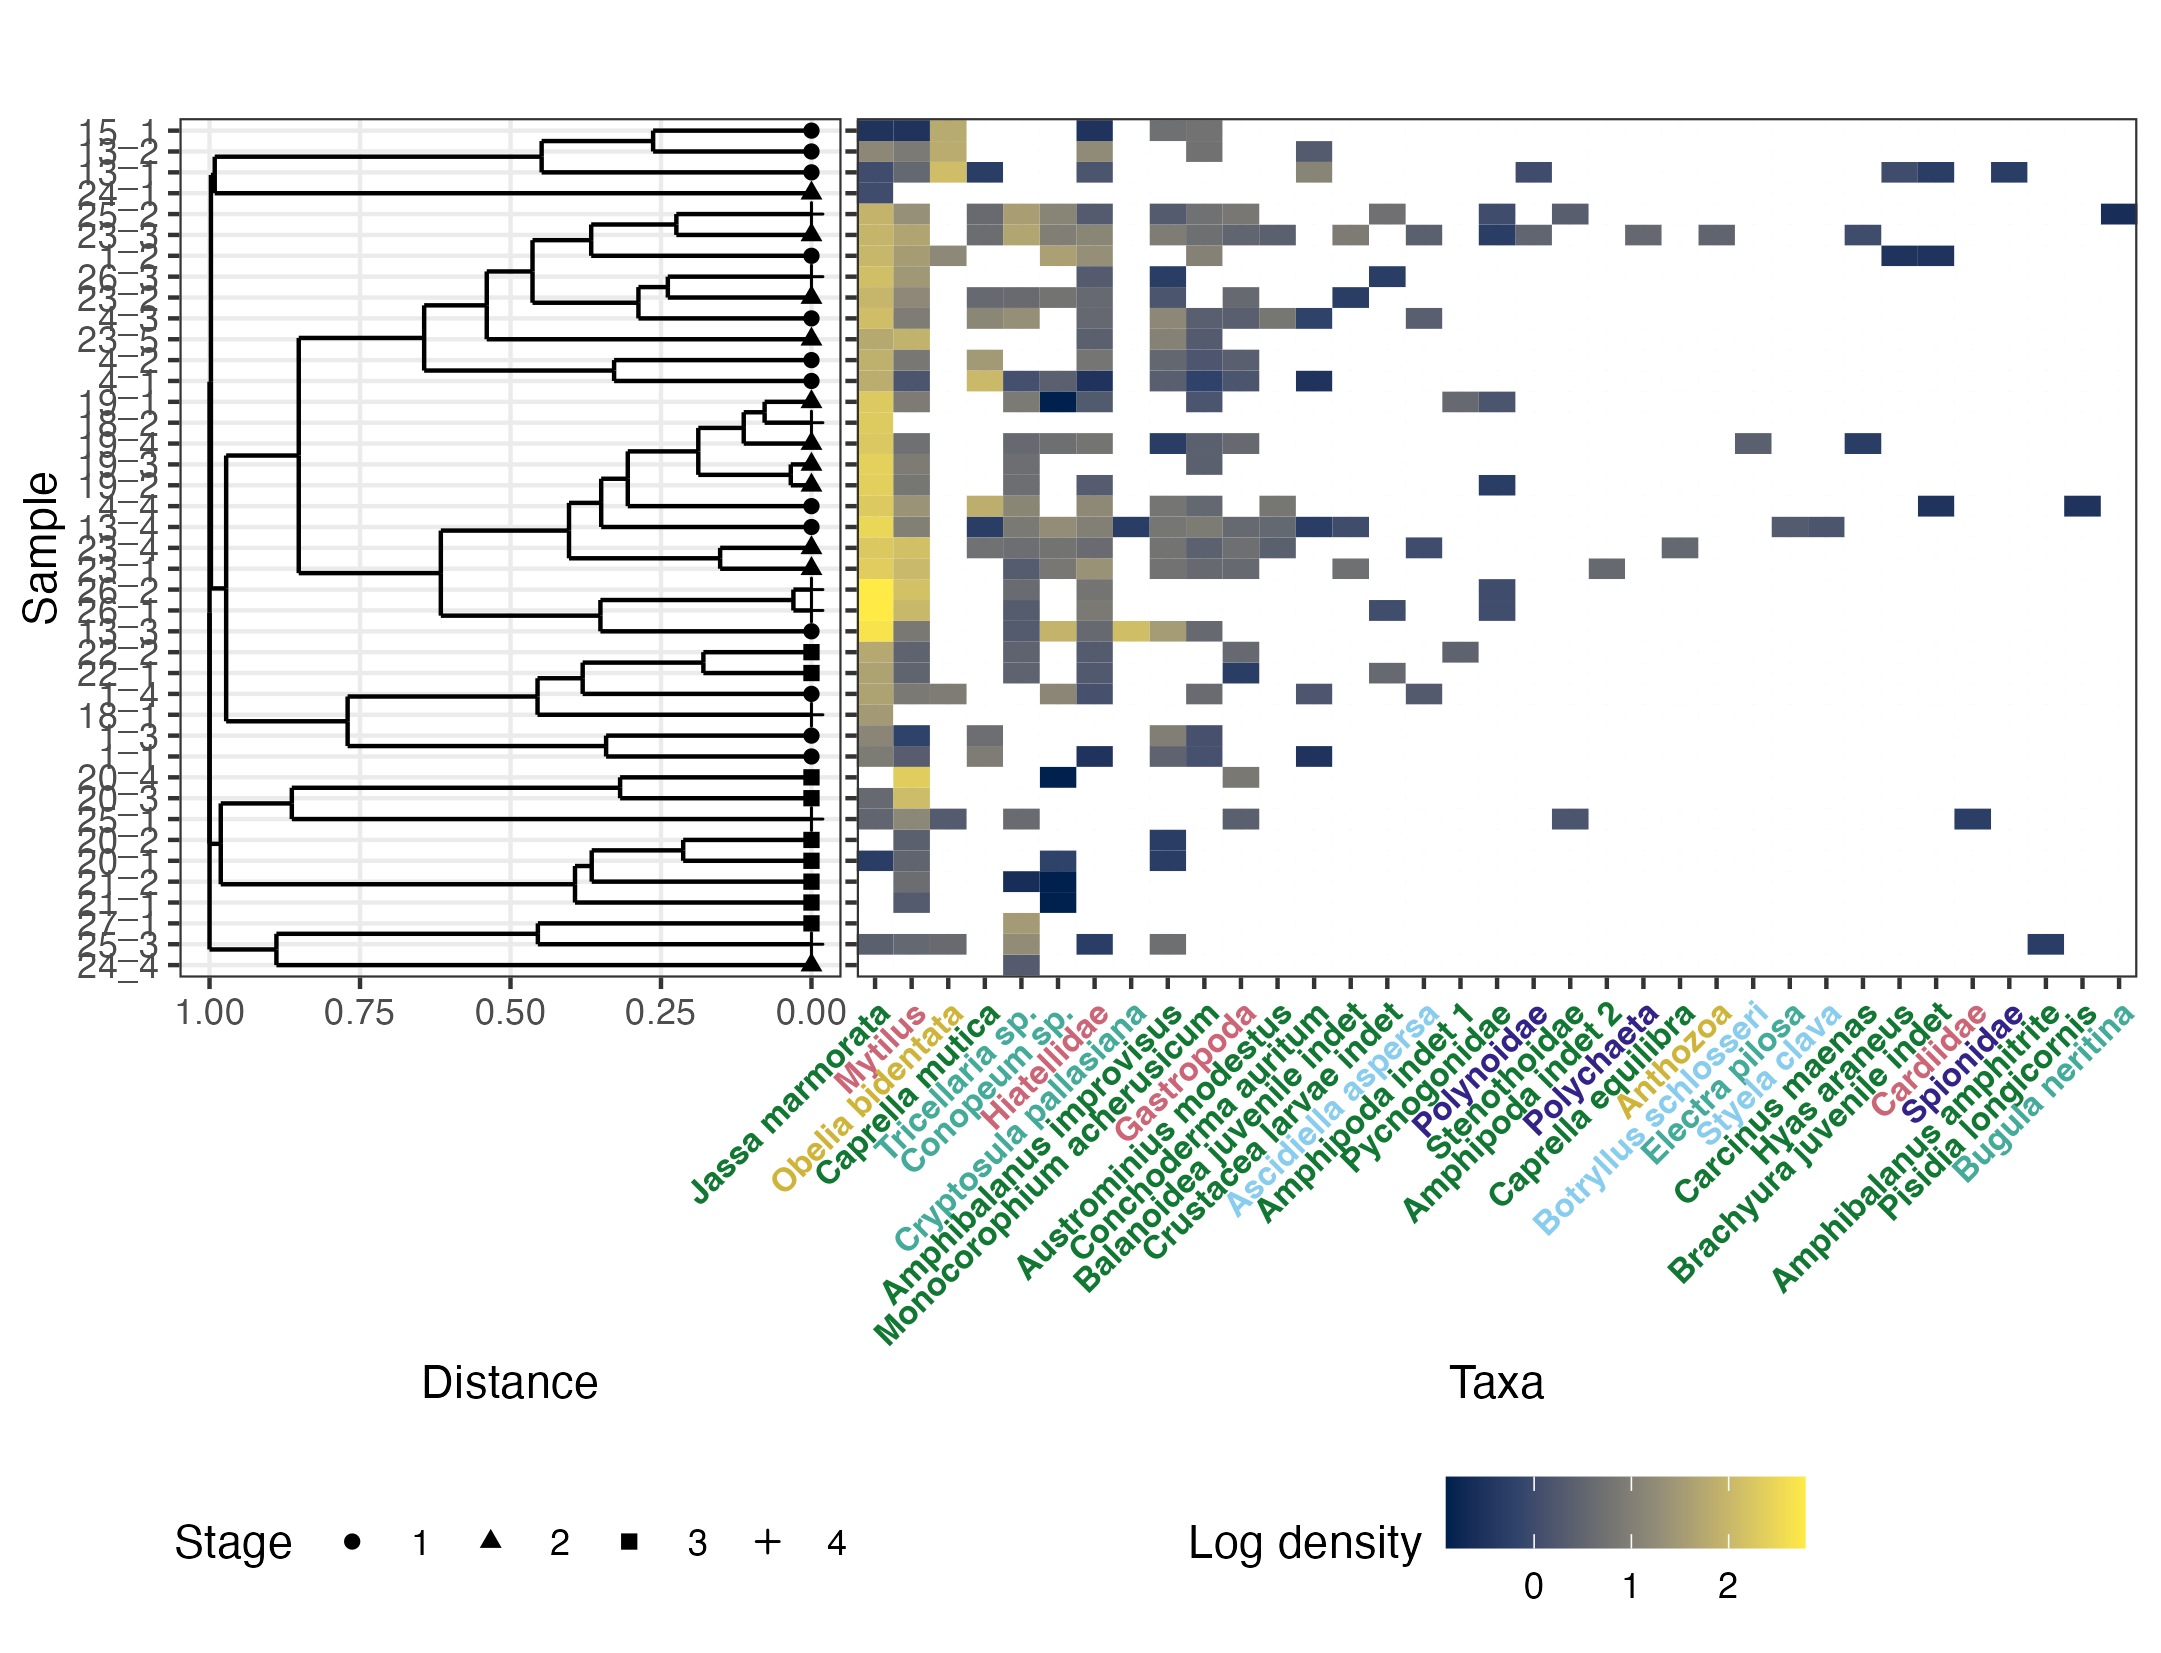 Sample
15_1
13_2
13_1
24_1
25_2
23_3
1_2
26_3
23_2
4_3
23_5
4_2
4_1
19_1
18_2
19_4
19_3
19_2
4_4
13_4
23_4
23_1
26_2
26_1
13_3
22_2
22_1
1_4
18_1
1_3
1_1
20_4
20_3
25_1
20_2
20_1
21_2
21_1
27_1
25_3
24_4
1.00 0.75 0.50 0.25 0.00
Jassa marmorata
Mytilus
Obelia bidentata
Caprella mutica
Tricellaria sp.
Conopeum sp.
Hiatellidae
Cryptosula pallasiana
Amphibalanus improvisus
Monocorophium acherusicum
Gastropoda
Austrominius modestus
Conchoderma auritum
Balanoidea juvenile indet
Crustacea larvae indet
Ascidiella aspersa
Amphipoda indet 1
Pycnogonidae
Polynoidae
Stenothoidae
Amphipoda indet 2
Polychaeta
Caprella equilibra
Anthozoa
Botryllus schlosseri
Electra pilosa
Styela clava
Carcinus maenas
Hyas araneus
Brachyura juvenile indet
Cardiidae
Spionidae
Amphibalanus amphitrite
Pisidia longicornis
Bugula neritina
Distance
Taxa
Stage 1 2 3 4
Log density
0 1 2